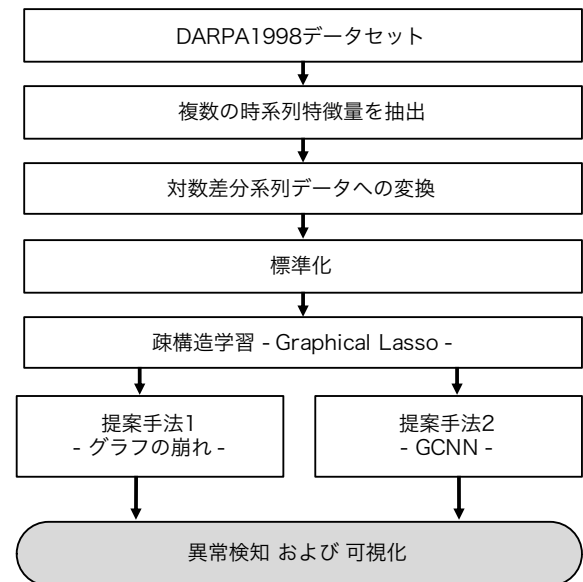 DARPA1998データセット
複数の時系列特徴量を抽出
対数差分系列データへの変換
標準化
疎構造学習 - Graphical Lasso -
提案手法1
- グラフの崩れ -
提案手法2
- GCNN -
異常検知 および 可視化